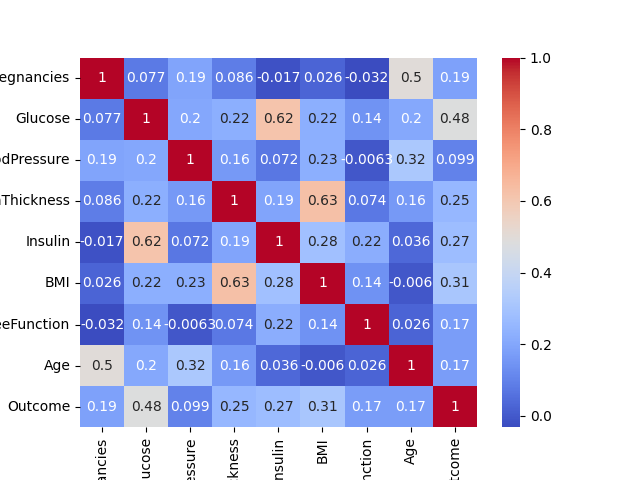 egnancies 1 0.077 0.19 0.086 -0.017 0.026 -0.032 0.5 0.19
Glucose 0.077 1 0.2 0.22 0.62 0.22 0.14 0.2 0.48
odPressure 0.19 0.2 1 0.16 0.072 0.23 -0.0063 0.32 0.099
nThickness 0.086 0.22 0.16 1 0.19 0.63 0.074 0.16 0.25
Insulin -0.017 0.62 0.072 0.19 1 0.28 0.22 0.036 0.27
BMI 0.026 0.22 0.23 0.63 0.28 1 0.14 -0.006 0.31
eeFunction -0.032 0.14 -0.0063 0.074 0.22 0.14 1 0.026 0.17
Age 0.5 0.2 0.32 0.16 0.036 -0.006 0.026 1 0.17
Outcome 0.19 0.48 0.099 0.25 0.27 0.31 0.17 0.17 1
ancies ucose essure kness nsulin BMI nction Age tcome
1.0
0.8
0.6
0.4
0.2
0.0